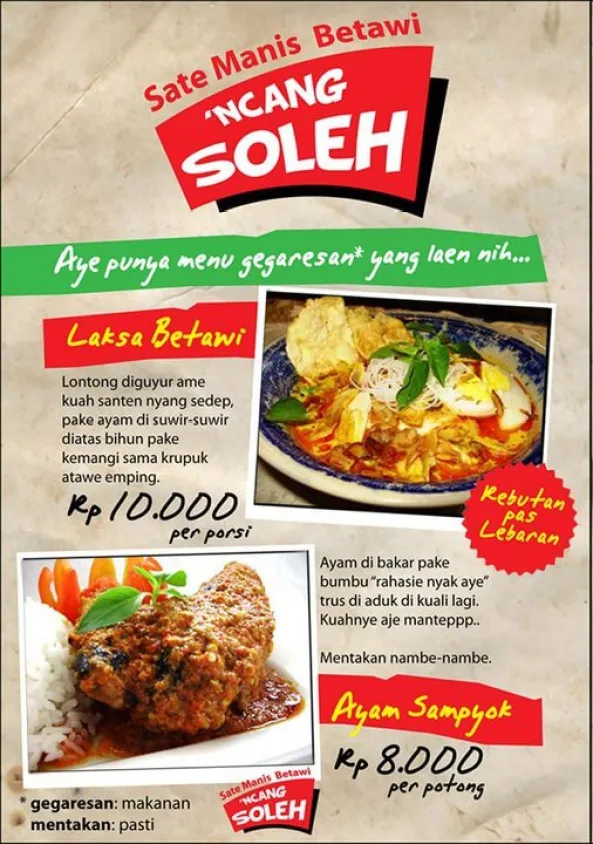 Sate Manis Betawi
'NCANG
SOLEH
Aye punya menu gegaresan* yang laen nih...
Laksa Betawi
Lontong diguyur ame
kuah santen nyang sedep,
pake ayam di suwir-suwir
diatas bihun pake
kemangi sama krupuk
atawe emping.
Rp 10.000
per porsi
Rebutan
pas
Lebaran
Ayam di bakar pake
bumbu “rahasie nyak aye”
trus di aduk di kuali lagi.
Kuahnye aje manteppp..
Mentakan nambe-nambe.
Ayam Sampyok
Rp 8.000
per potong
* gegaresan: makanan
mentakan: pasti
Sate Manis Betawi
'NCANG
SOLEH